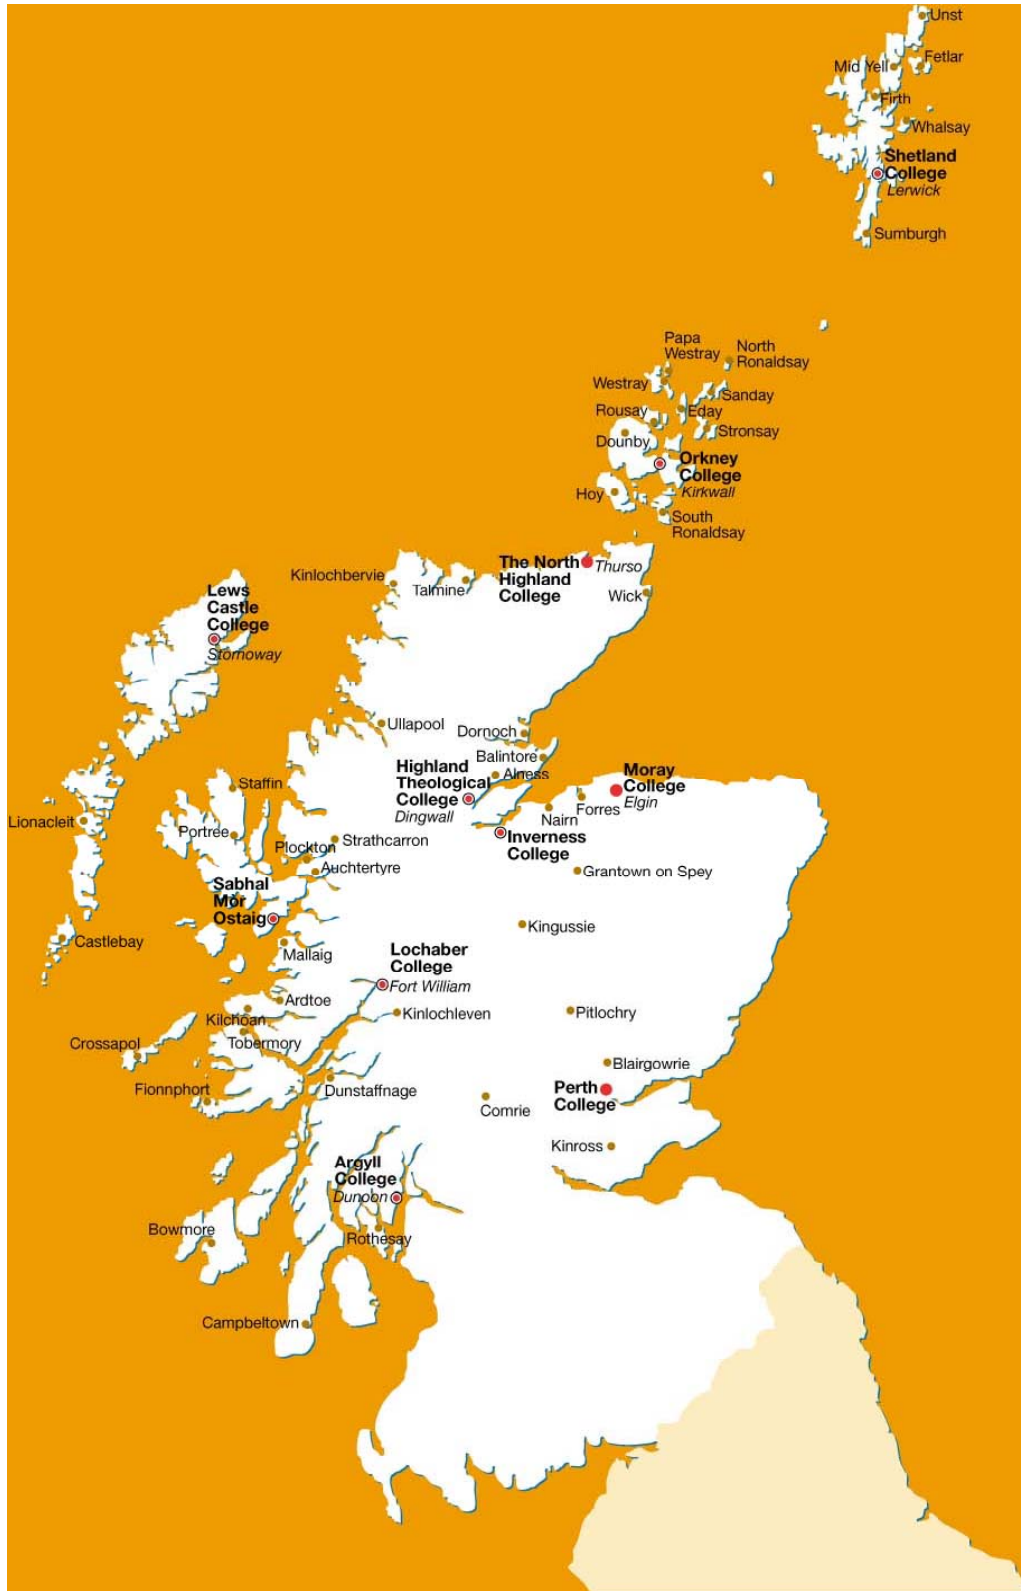 Unst
Fetlar
Mid Yell
Firth
Whalsay
Shetland
College
Lerwick
Sumburgh
Papa
Westray
North
Ronaldsay
Westray
Sanday
Rousay
Eday
Stronsay
Dounby
Orkney
College
Kirkwall
Hoy
South
Ronaldsay
The North
Highland
College
Thurso
Kinlochbervie
Talmine
Wick
Lews
Castle
College
Stornoway
Ullapool
Dornoch
Balintore
Alness
Highland
Theological
College
Dingwall
Moray
College
Elgin
Forres
Nairn
Inverness
College
Staffin
Lionacleit
Portree
Strathcarron
Plockton
Auchtertyre
Grantown on Spey
Sabhal
Mor
Ostaig
Kingussie
Castlebay
Mallaig
Lochaber
College
Fort William
Ardtoe
Kilchoan
Kinlochleven
Pitlochry
Crossapol
Tobermory
Blairgowrie
Fionnphort
Dunstaffnage
Perth
College
Comrie
Kinross
Argyll
College
Dunoon
Bowmore
Rothesay
Campbeltown